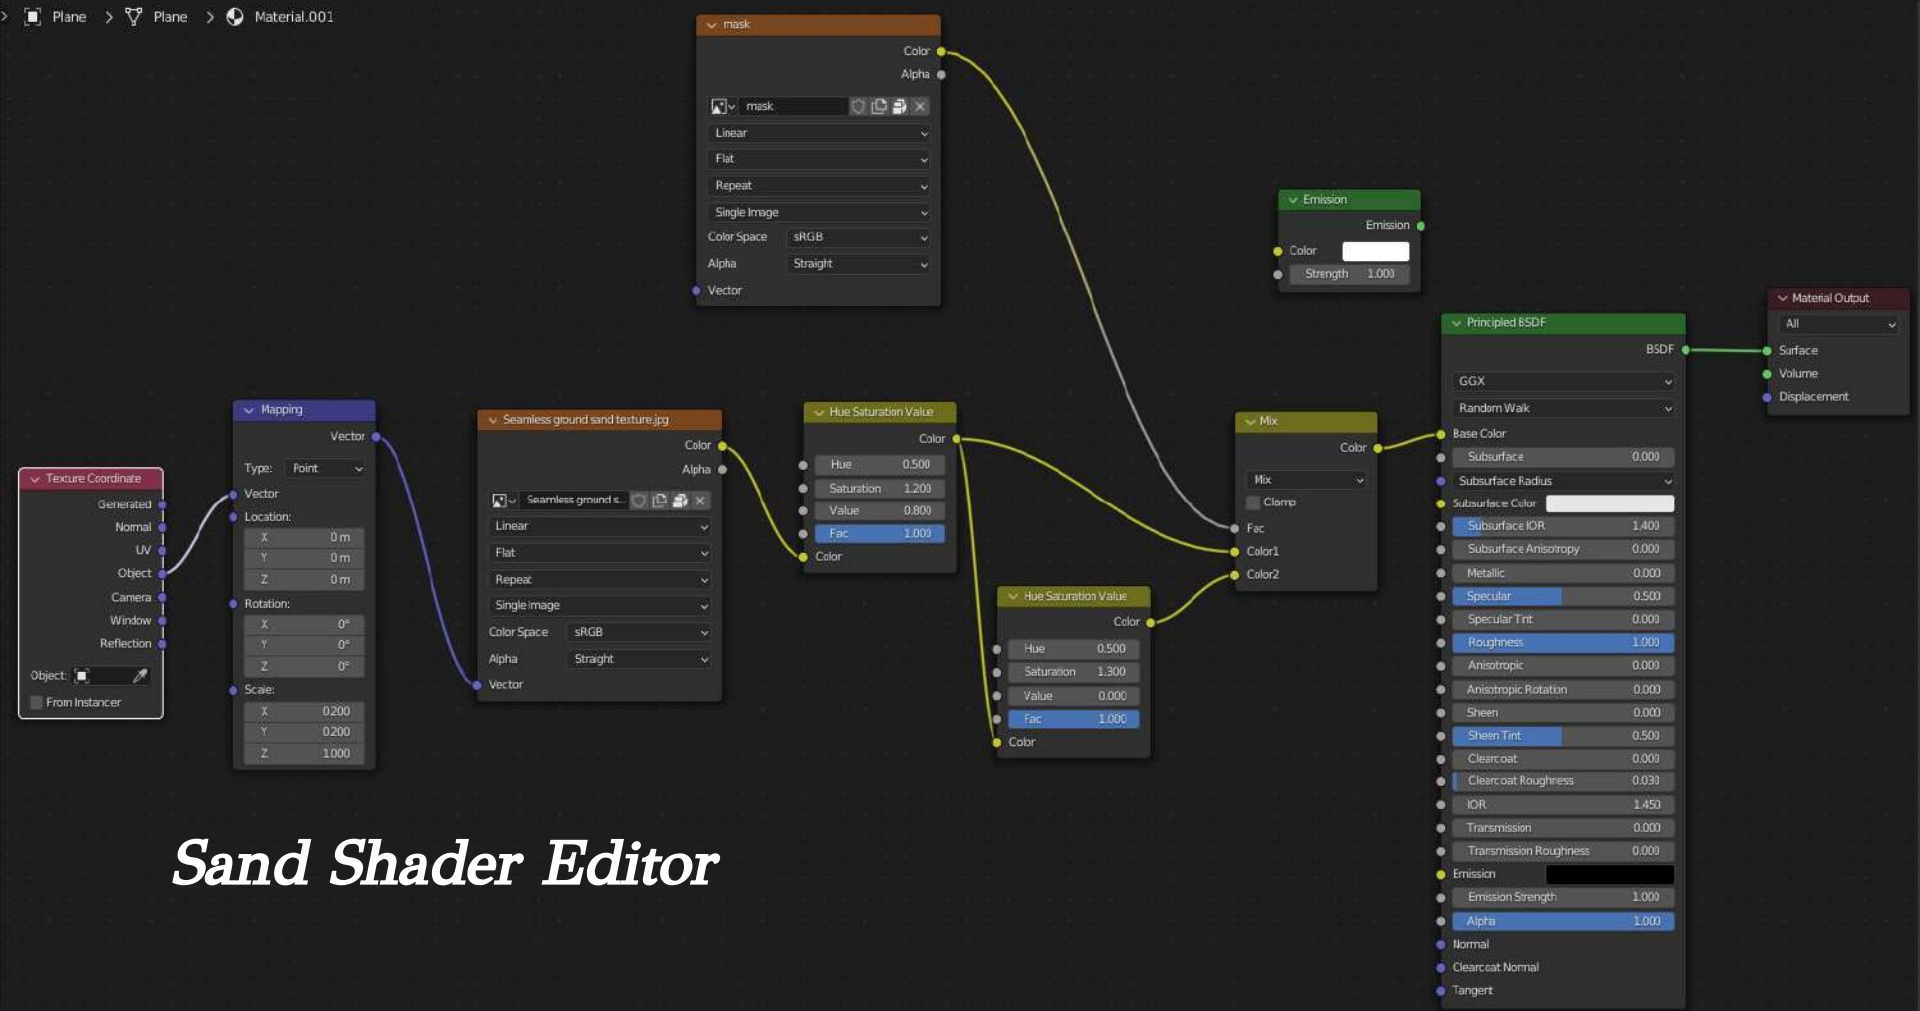 Plane > Plane > Material.001
mask
Color
Alpha
mask
Linear
Flat
Repeat
Single Image
Color Space sRGB
Alpha Straight
Vector
Emission
Emission
Color
Strength 1.000
Material Output
All
Surface
Volume
Displacement
Texture Coordinate
Generated
Normal
UV
Object
Camera
Window
Reflection
Object:
From Instancer
Mapping
Vector
Type: Point
Vector
Location:
X 0 m
Y 0 m
Z 0 m
Rotation:
X 0°
Y 0°
Z 0°
Scale:
X 0.200
Y 0.200
Z 1.000
Seamless ground sand texture.jpg
Color
Alpha
Seamless ground s...
Linear
Flat
Repeat
Single Image
Color Space sRGB
Alpha Straight
Vector
Hue Saturation Value
Color
Hue 0.500
Saturation 1.200
Value 0.800
Fac 1.000
Color
Hue Saturation Value
Color
Hue 0.500
Saturation 1.300
Value 0.000
Fac 1.000
Color
Mix
Color
Mix
Clamp
Fac
Color1
Color2
Principled BSDF
BSDF
GGX
Random Walk
Base Color
Subsurface 0.000
Subsurface Radius
Subsurface Color
Subsurface IOR 1.400
Subsurface Anisotropy 0.000
Metallic 0.000
Specular 0.500
Specular Tint 0.000
Roughness 1.000
Anisotropic 0.000
Anisotropic Rotation 0.000
Sheen 0.000
Sheen Tint 0.500
Clearcoat 0.000
Clearcoat Roughness 0.030
IOR 1.450
Transmission 0.000
Transmission Roughness 0.000
Emission
Emission Strength 1.000
Alpha 1.000
Normal
Clearcoat Normal
Tangent
Sand Shader Editor